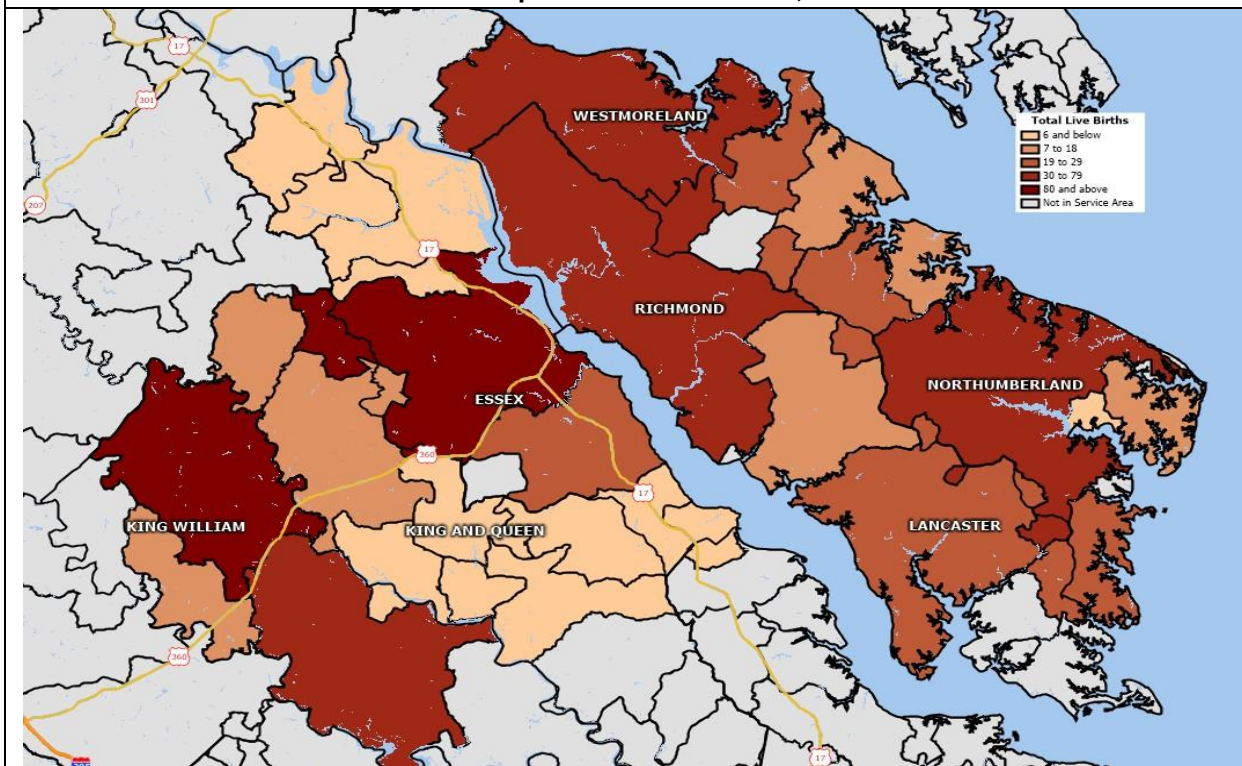 17
301
207
WESTMORELAND
Total Live Births
6 and below
7 to 18
19 to 29
30 to 79
80 and above
Not in Service Area
17
RICHMOND
NORTHUMBERLAND
ESSEX
360
17
KING WILLIAM
KING AND QUEEN
LANCASTER
360
17